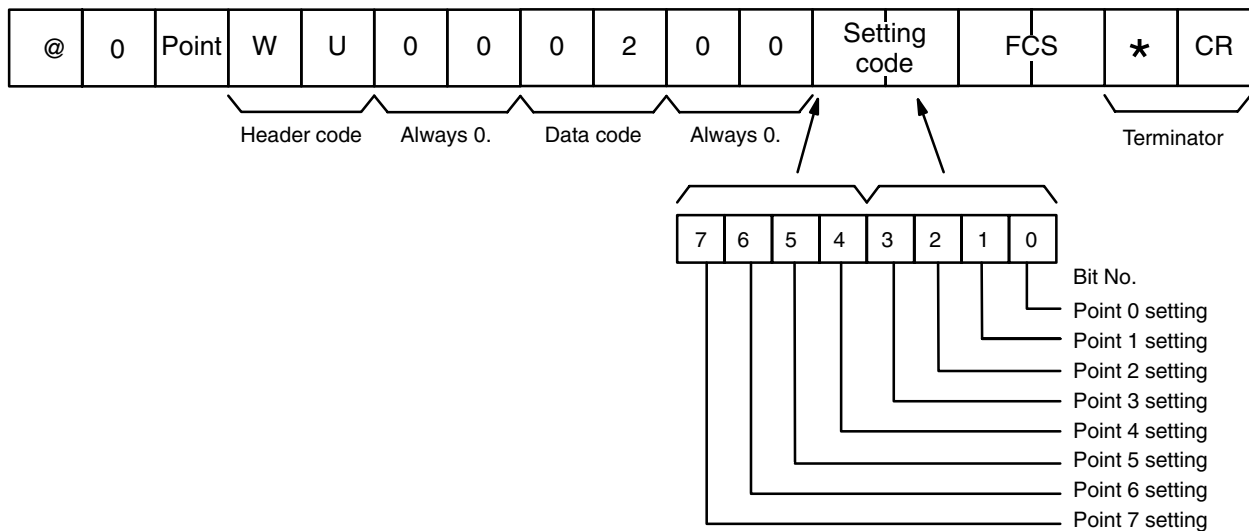 @ 0 Point W U 0 0 0 2 0 0 Setting code FCS * CR
Header code Always 0. Data code Always 0. Terminator
7 6 5 4 3 2 1 0
Bit No.
Point 0 setting
Point 1 setting
Point 2 setting
Point 3 setting
Point 4 setting
Point 5 setting
Point 6 setting
Point 7 setting